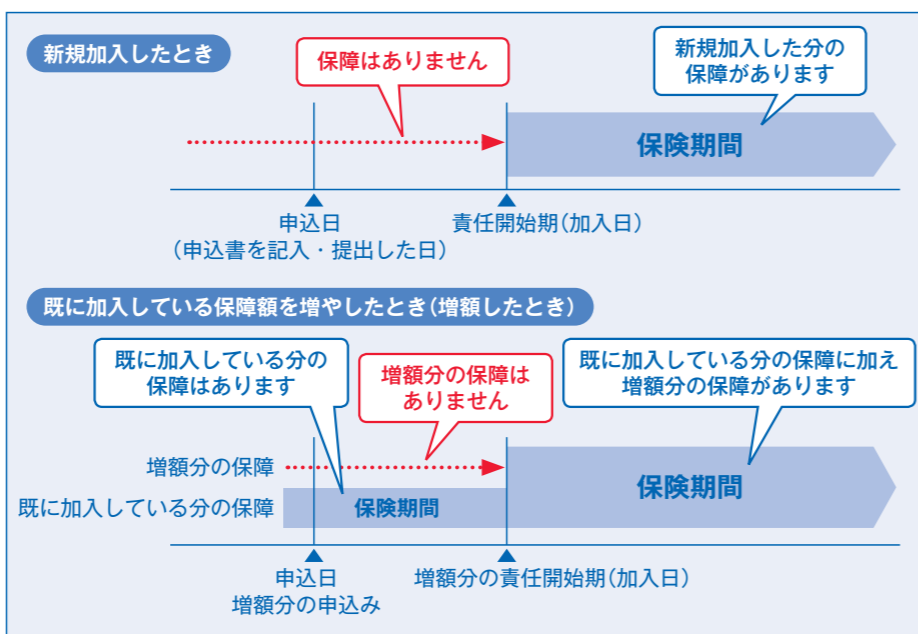 新規加入したとき
保障はありません
新規加入した分の
保障があります
保険期間
申込日
(申込書を記入・提出した日)
責任開始期(加入日)
既に加入している保障額を増やしたとき(増額したとき)
既に加入している分の
保障はあります
増額分の保障は
ありません
既に加入している分の保障に加え
増額分の保障があります
増額分の保障
保険期間
既に加入している分の保障
保険期間
申込日
増額分の申込み
増額分の責任開始期(加入日)